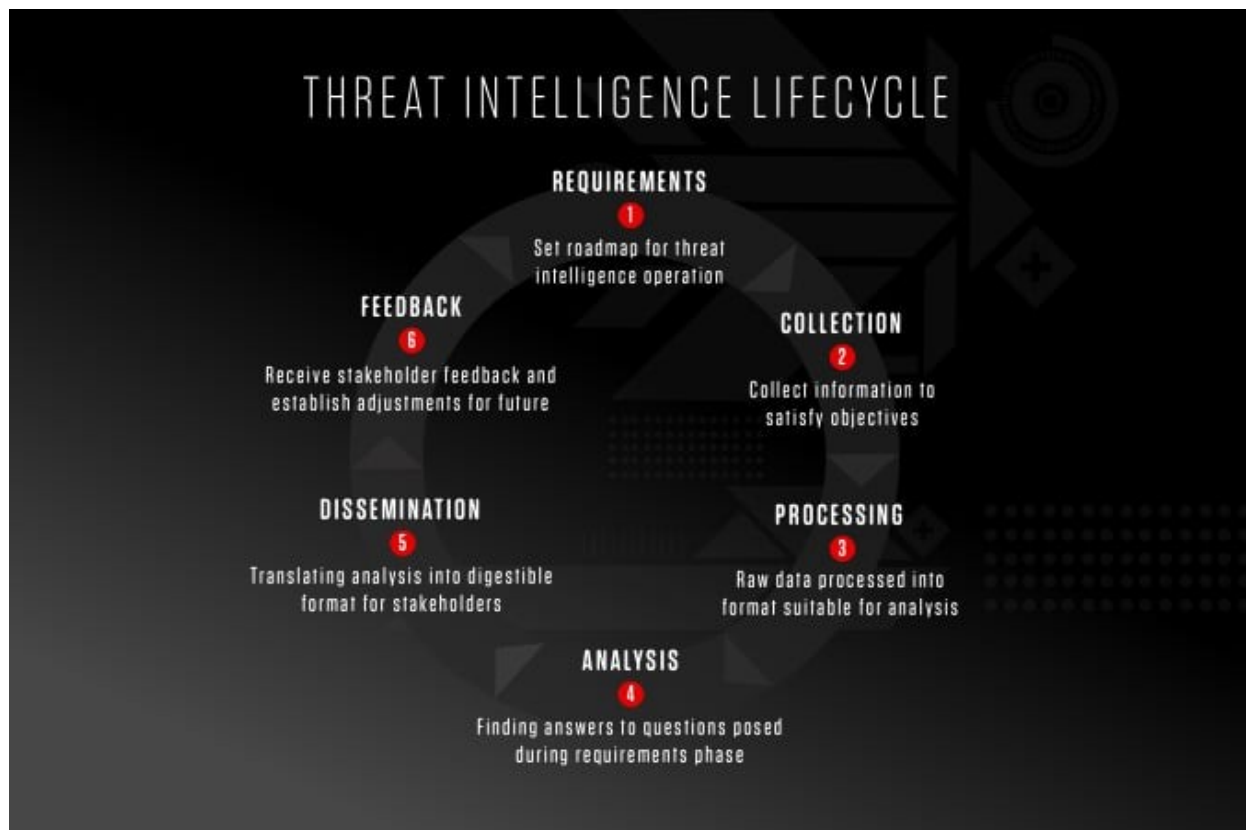 THREAT INTELLIGENCE LIFECYCLE
REQUIREMENTS
1
Set roadmap for threat
intelligence operation
COLLECTION
2
Collect information to
satisfy objectives
PROCESSING
3
Raw data processed into
format suitable for analysis
ANALYSIS
4
Finding answers to questions posed
during requirements phase
DISSEMINATION
5
Translating analysis into digestible
format for stakeholders
FEEDBACK
6
Receive stakeholder feedback and
establish adjustments for future